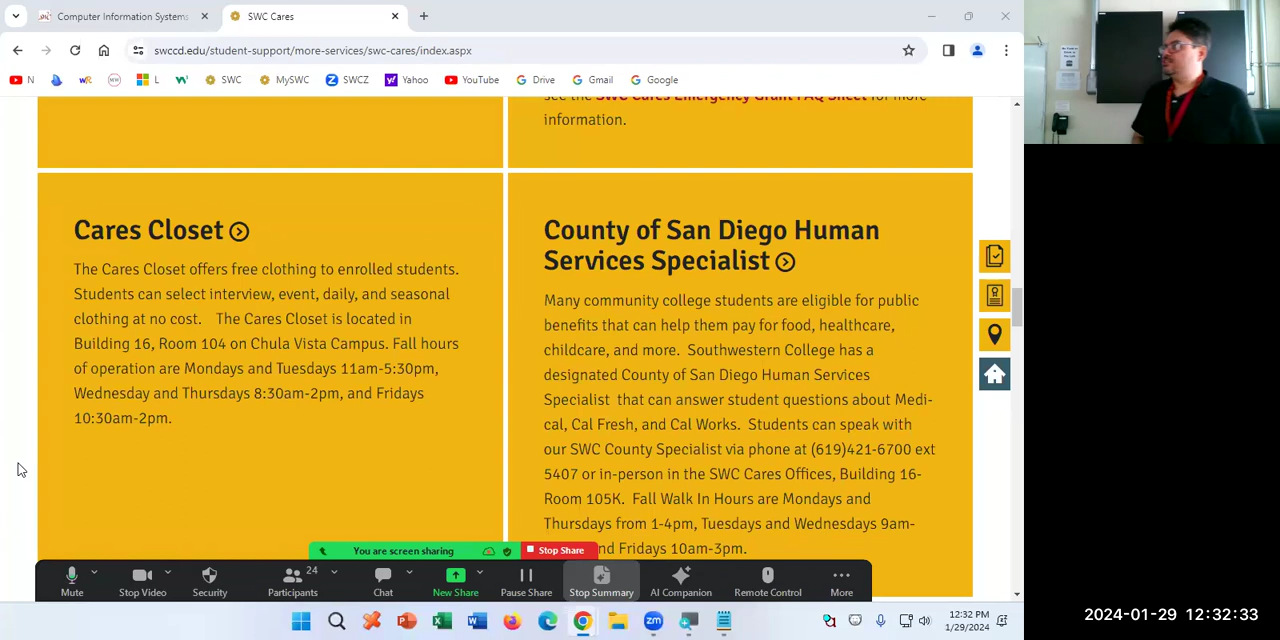 Computer Information Systems
SWC Cares
swccd.edu/student-support/more-services/swc-cares/index.aspx
N
L
SWC
MySWC
SWCZ
Yahoo
YouTube
Drive
Gmail
Google
see the SWC Cares Emergency Grant FAQ Sheet for more
information.
Cares Closet
The Cares Closet offers free clothing to enrolled students.
Students can select interview, event, daily, and seasonal
clothing at no cost. The Cares Closet is located in
Building 16, Room 104 on Chula Vista Campus. Fall hours
of operation are Mondays and Tuesdays 11am-5:30pm,
Wednesday and Thursdays 8:30am-2pm, and Fridays
10:30am-2pm.
County of San Diego Human
Services Specialist
Many community college students are eligible for public
benefits that can help them pay for food, healthcare,
childcare, and more. Southwestern College has a
designated County of San Diego Human Services
Specialist that can answer student questions about Medi-
cal, Cal Fresh, and Cal Works. Students can speak with
our SWC County Specialist via phone at (619)421-6700 ext
5407 or in-person in the SWC Cares Offices, Building 16-
Room 105K. Fall Walk In Hours are Mondays and
Thursdays from 1-4pm, Tuesdays and Wednesdays 9am-
nd Fridays 10am-3pm.
You are screen sharing
Stop Share
Mute
Stop Video
Security
Participants
24
Chat
New Share
Pause Share
Stop Summary
AI Companion
Remote Control
More
12:32 PM
1/29/2024
2024-01-29 12:32:33